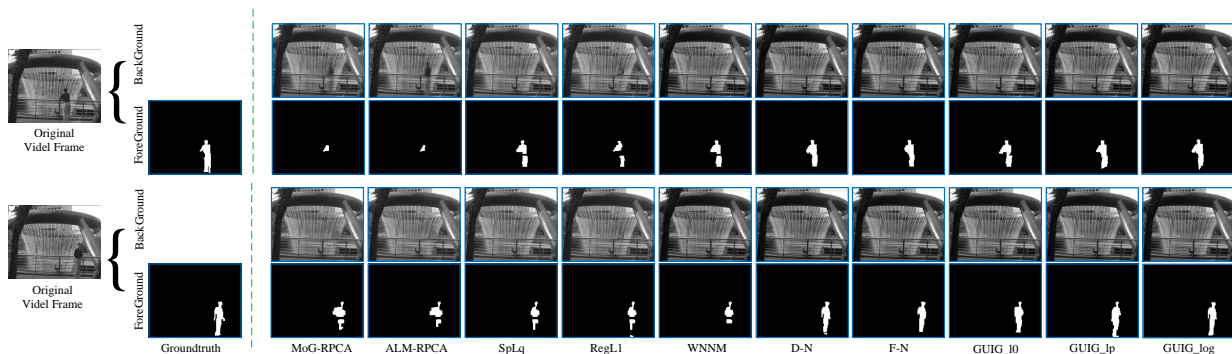 BackGround
Original
Videl Frame
ForeGround
BackGround
Original
Videl Frame
ForeGround
Groundtruth
MoG-RPCA
ALM-RPCA
SpLq
RegL1
WNNM
D-N
F-N
GUIG_l0
GUIG_lp
GUIG_log